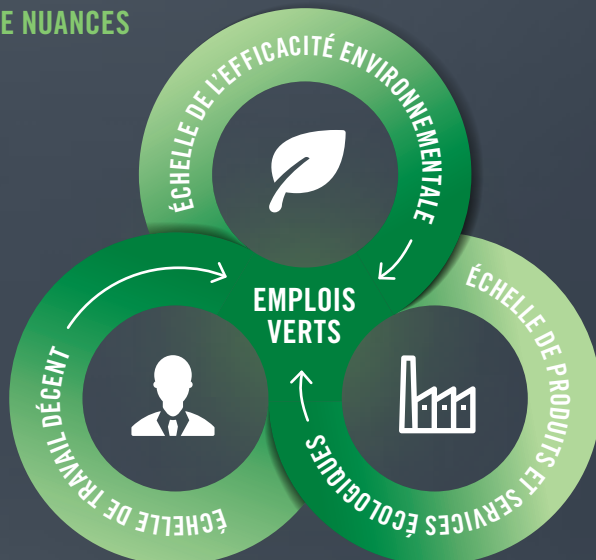 E NUANCES
ÉCHELLE DE L'EFFICACITÉ ENVIRONNEMENTALE
EMPLOIS
VERTS
ÉCHELLE DE PRODUITS ET SERVICES ÉCOLOGIQUES
ÉCHELLE DE TRAVAIL DÉCENT